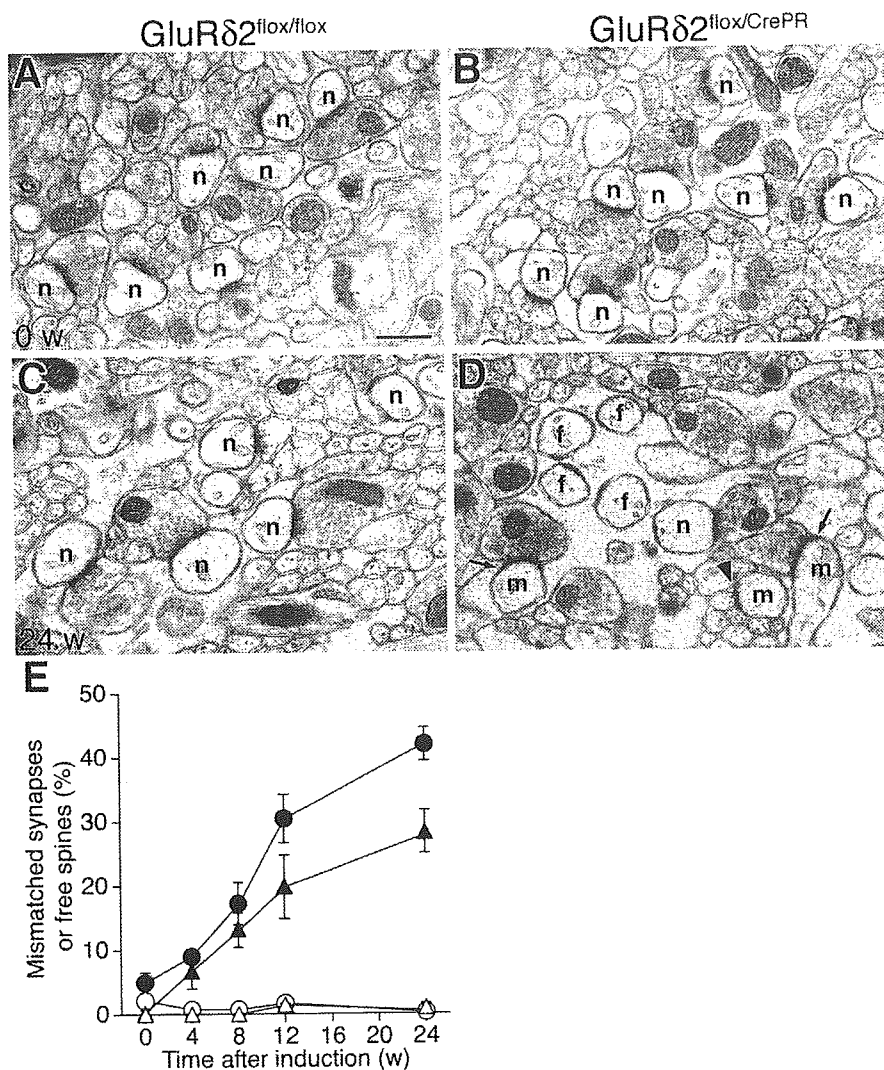 GluRδ2flox/flox
GluRδ2flox/CrePR
A
n
n
n
n
n
n
n
0 w
B
n
n
n
n
n
n
n
C
n
n
n
n
n
24 w
D
f
f
f
f
n
m
m
m
E
Mismatched synapses
or free spines (%)
50
40
30
20
10
0
0 4 8 12 16 20 24
Time after induction (w)